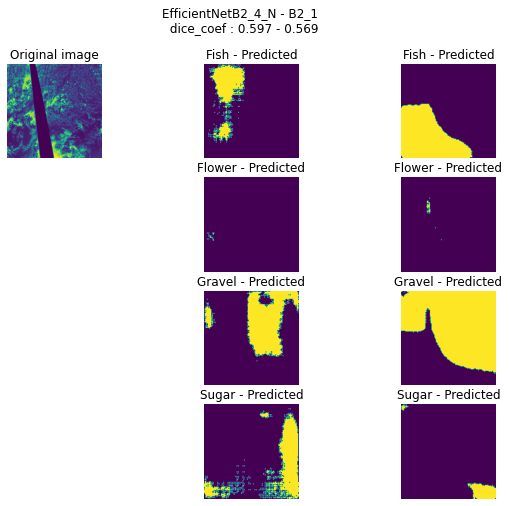 EfficientNetB2_4_N - B2_1
dice_coef : 0.597 - 0.569
Original image
Fish - Predicted
Fish - Predicted
Flower - Predicted
Flower - Predicted
Gravel - Predicted
Gravel - Predicted
Sugar - Predicted
Sugar - Predicted